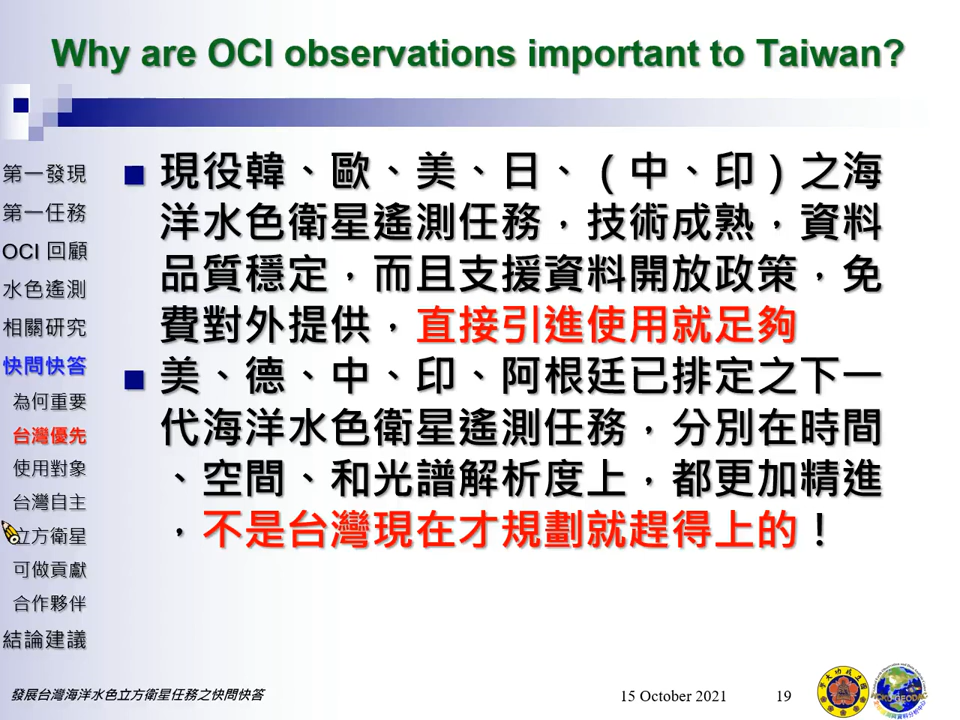 Why are OCI observations important to Taiwan?
第一發現
第一任務
OCI 回顧
水色遙測
相關研究
快問快答
為何重要
台灣優先
使用對象
台灣自主
立方衛星
可做貢獻
合作夥伴
結論建議
現役韓、歐、美、日、（中、印）之海
洋水色衛星遙測任務，技術成熟，資料
品質穩定，而且支援資料開放政策，免
費對外提供，直接引進使用就足夠
美、德、中、印、阿根廷已排定之下一
代海洋水色衛星遙測任務，分別在時間
、空間、和光譜解析度上，都更加精進
，不是台灣現在才規劃就趕得上的！
發展台灣海洋水色立方衛星任務之快問快答
15 October 2021
19